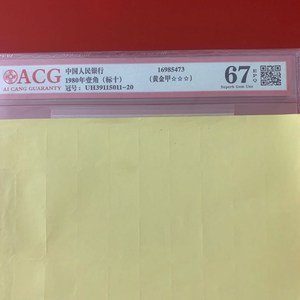 ACG
AI CANG GUARANTY
中国人民银行
1980年壹角（标十）
冠号：UH39115011-20
16985473
（黄金甲☆☆☆）
67
EPQ
Superb Gem Unc